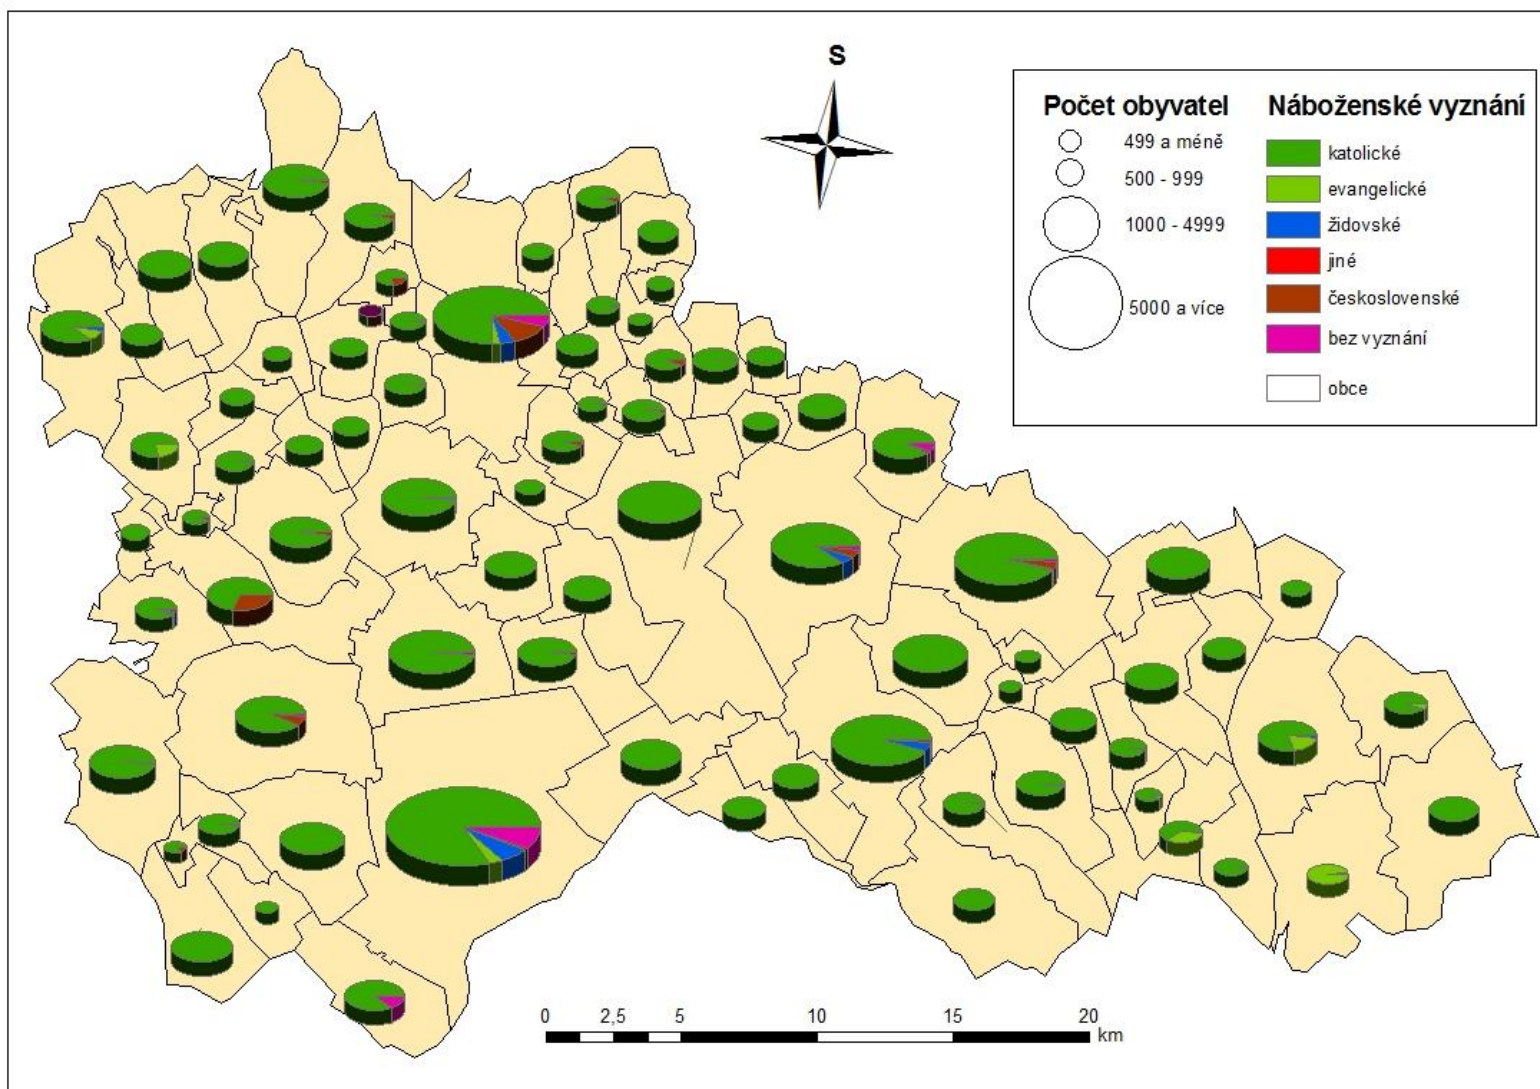 S
Počet obyvatel
499 a méně
500 - 999
1000 - 4999
5000 a více
Náboženské vyznání
katolické
evangelické
židovské
jiné
československé
bez vyznání
obce
0 2,5 5 10 15 20
km